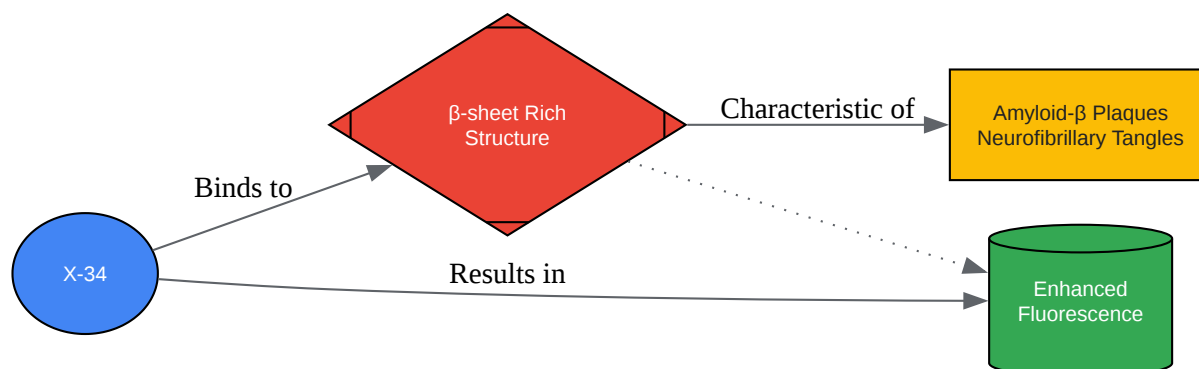 β-sheet Rich
Structure
Characteristic of
Amyloid-β Plaques
Neurofibrillary Tangles
Binds to
X-34
Results in
Enhanced
Fluorescence